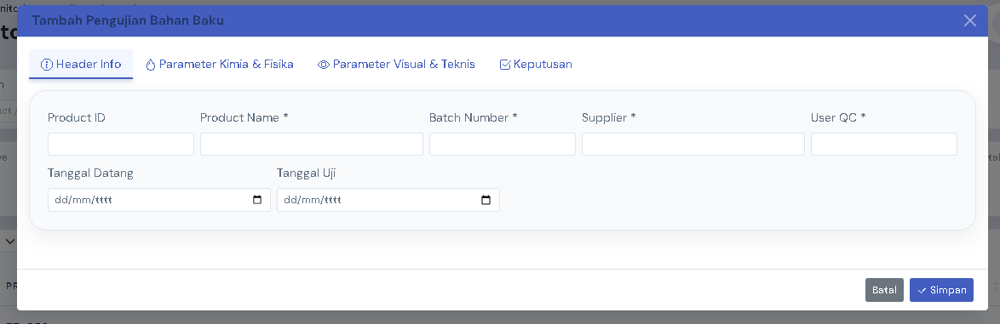 Tambah Pengujian Bahan Baku
Header Info Parameter Kimia & Fisika Parameter Visual & Teknis Keputusan
Product ID Product Name * Batch Number * Supplier * User QC *
Tanggal Datang Tanggal Uji
dd/mm/tttt dd/mm/tttt
Batal Simpan